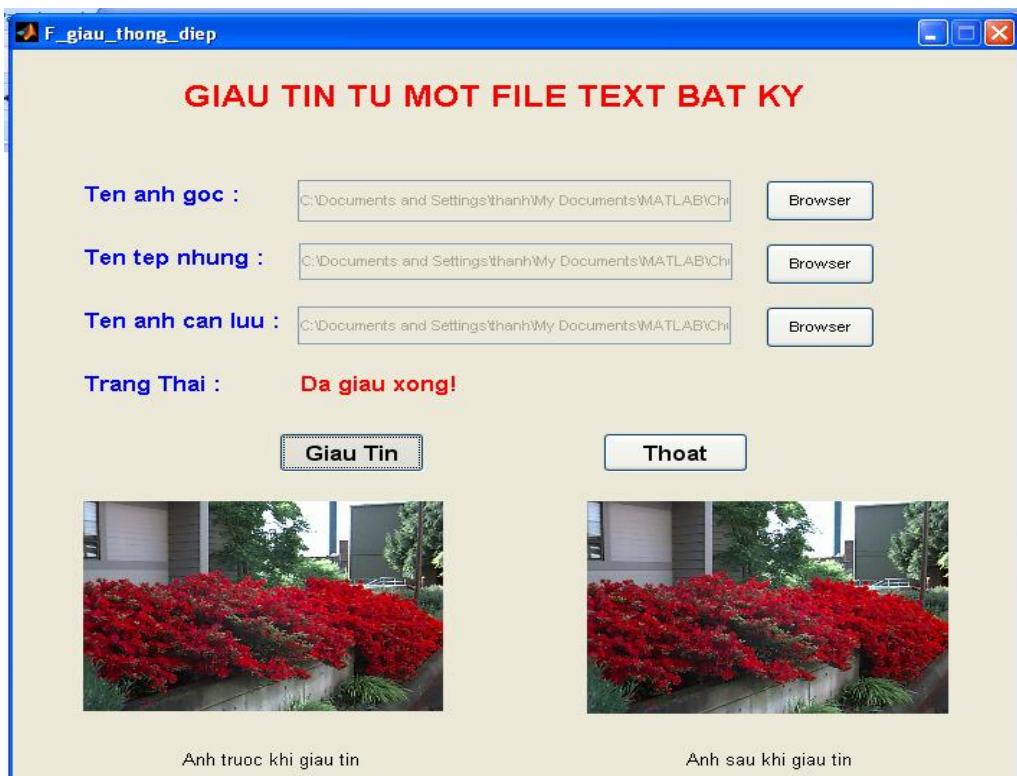 F_giau_thong_diep
GIAU TIN TU MOT FILE TEXT BAT KY
Ten anh goc :
C:\Documents and Settings\thanh\My Documents\MATLAB\Ch
Browser
Ten tep nhung :
C:\Documents and Settings\thanh\My Documents\MATLAB\Ch
Browser
Ten anh can luu :
C:\Documents and Settings\thanh\My Documents\MATLAB\Ch
Browser
Trang Thai :
Da giau xong!
Giau Tin
Thoat
Anh truoc khi giau tin
Anh sau khi giau tin